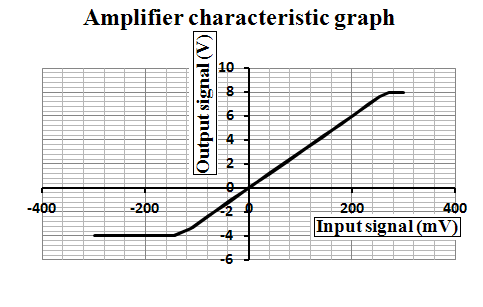 Amplifier characteristic graph
Output signal (V)
10
8
6
4
2
0
-400 -200 0 200 400
-2
Input signal (mV)
-4
-6